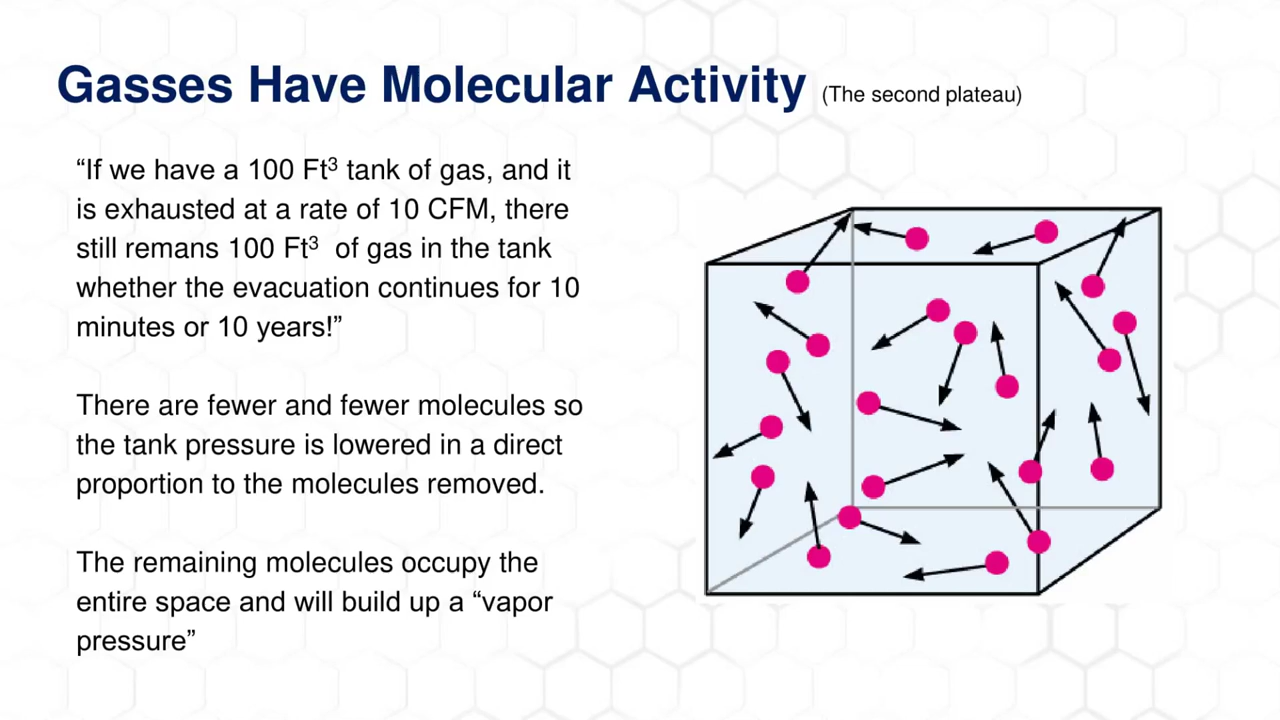 Gasses Have Molecular Activity (The second plateau)
“If we have a 100 Ft³ tank of gas, and it
is exhausted at a rate of 10 CFM, there
still remans 100 Ft³ of gas in the tank
whether the evacuation continues for 10
minutes or 10 years!”
There are fewer and fewer molecules so
the tank pressure is lowered in a direct
proportion to the molecules removed.
The remaining molecules occupy the
entire space and will build up a “vapor
pressure”